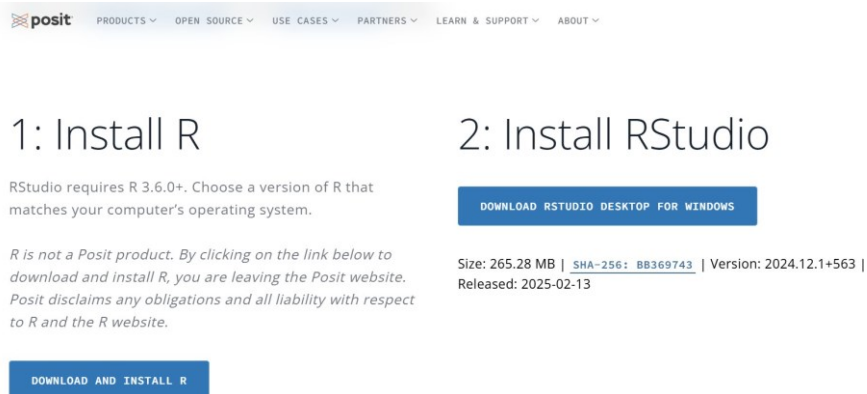 posit PRODUCTS OPEN SOURCE USE CASES PARTNERS LEARN & SUPPORT ABOUT
1: Install R
RStudio requires R 3.6.0+. Choose a version of R that
matches your computer's operating system.
R is not a Posit product. By clicking on the link below to
download and install R, you are leaving the Posit website.
Posit disclaims any obligations and all liability with respect
to R and the R website.
DOWNLOAD AND INSTALL R
2: Install RStudio
DOWNLOAD RSTUDIO DESKTOP FOR WINDOWS
Size: 265.28 MB | SHA-256: BB369743 | Version: 2024.12.1+563 |
Released: 2025-02-13